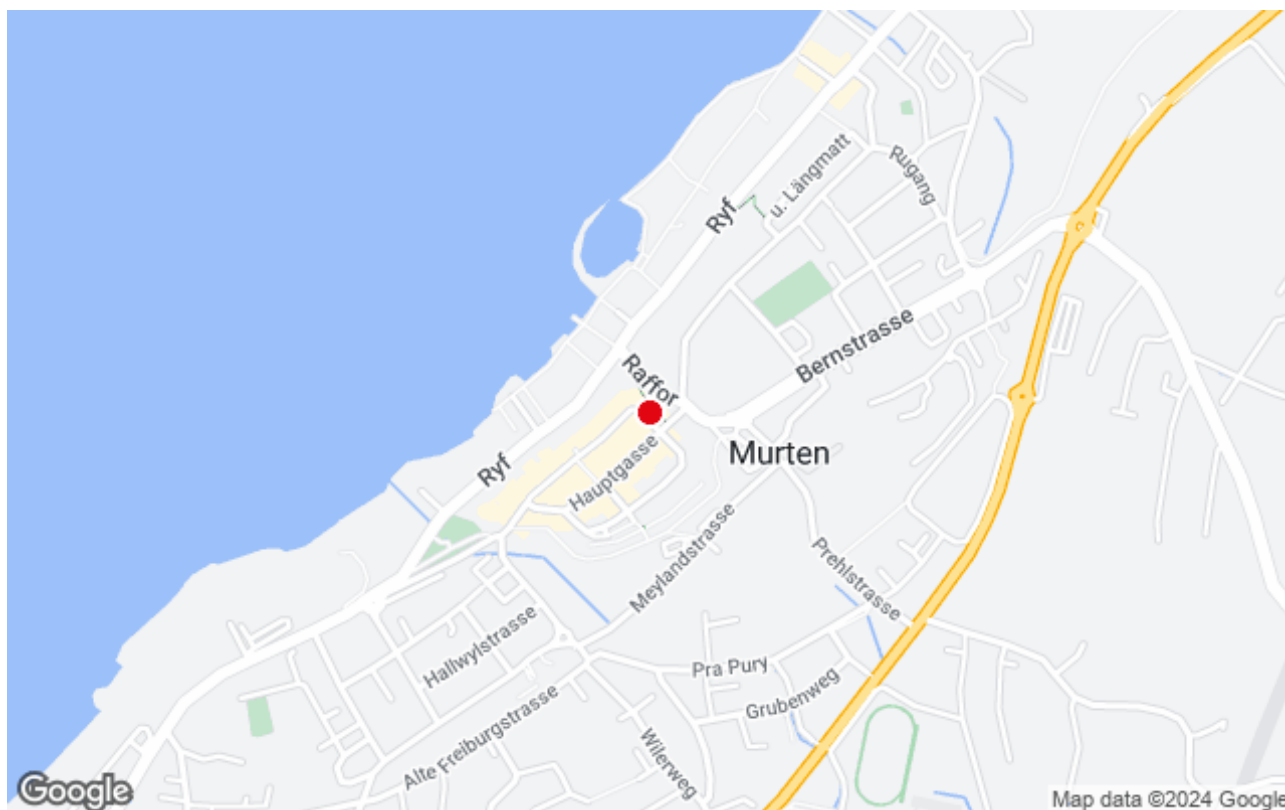 u. Längmatt
Rugang
Ryf
Bernstrasse
Raffor
Murten
Ryf
Hauptgasse
Meylandstrasse
Prehlstrasse
Hallwylstrasse
Pra Pury
Grubenweg
Alte Freiburgstrasse
Wilerweg
Google
Map data ©2024 Google